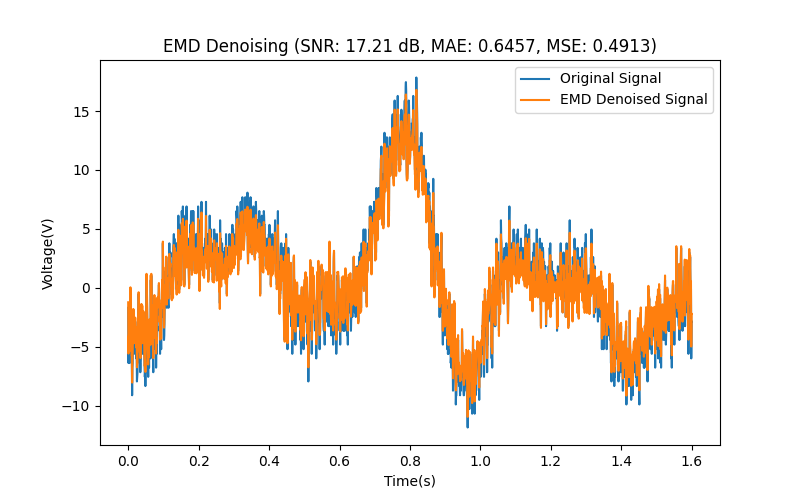 EMD Denoising (SNR: 17.21 dB, MAE: 0.6457, MSE: 0.4913)
Original Signal
EMD Denoised Signal
15
10
5
0
−5
−10
Voltage(V)
0.0 0.2 0.4 0.6 0.8 1.0 1.2 1.4 1.6
Time(s)